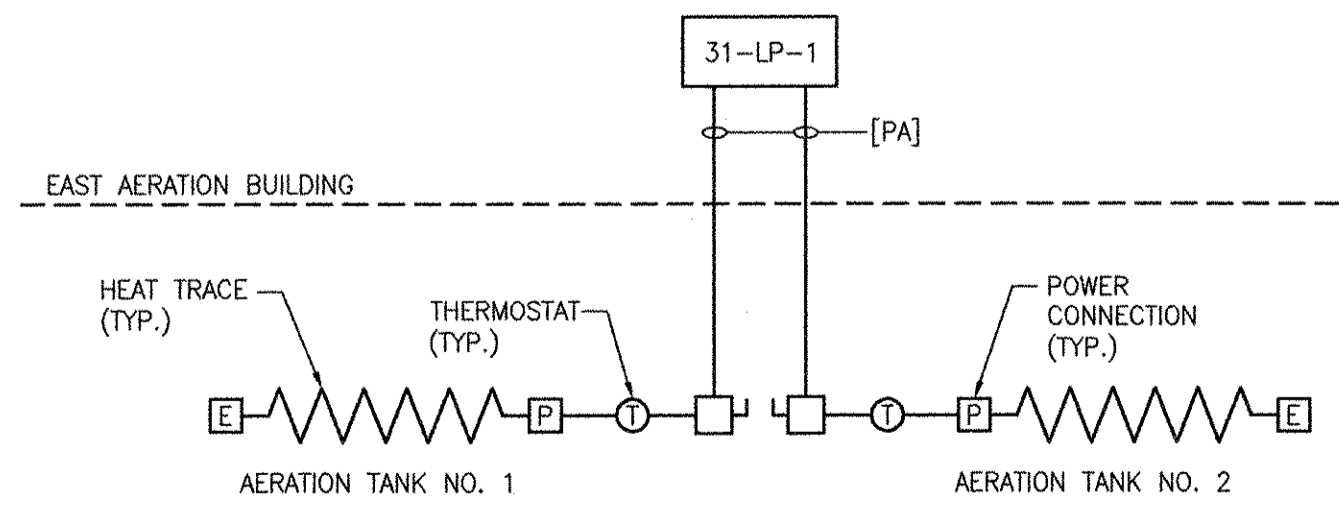 31-LP-1
[PA]
EAST AERATION BUILDING
HEAT TRACE
(TYP.)
THERMOSTAT
(TYP.)
POWER
CONNECTION
(TYP.)
E P T T P E
AERATION TANK NO. 1
AERATION TANK NO. 2